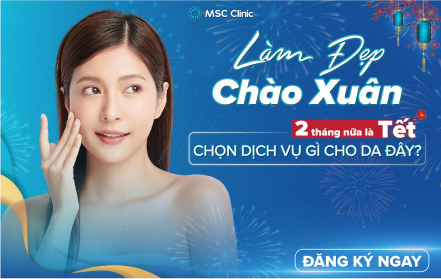 MSC Clinic
Làm Đẹp
Chào Xuân
2 tháng nữa là Tết
CHỌN DỊCH VỤ GÌ CHO DA ĐÂY?
ĐĂNG KÝ NGAY